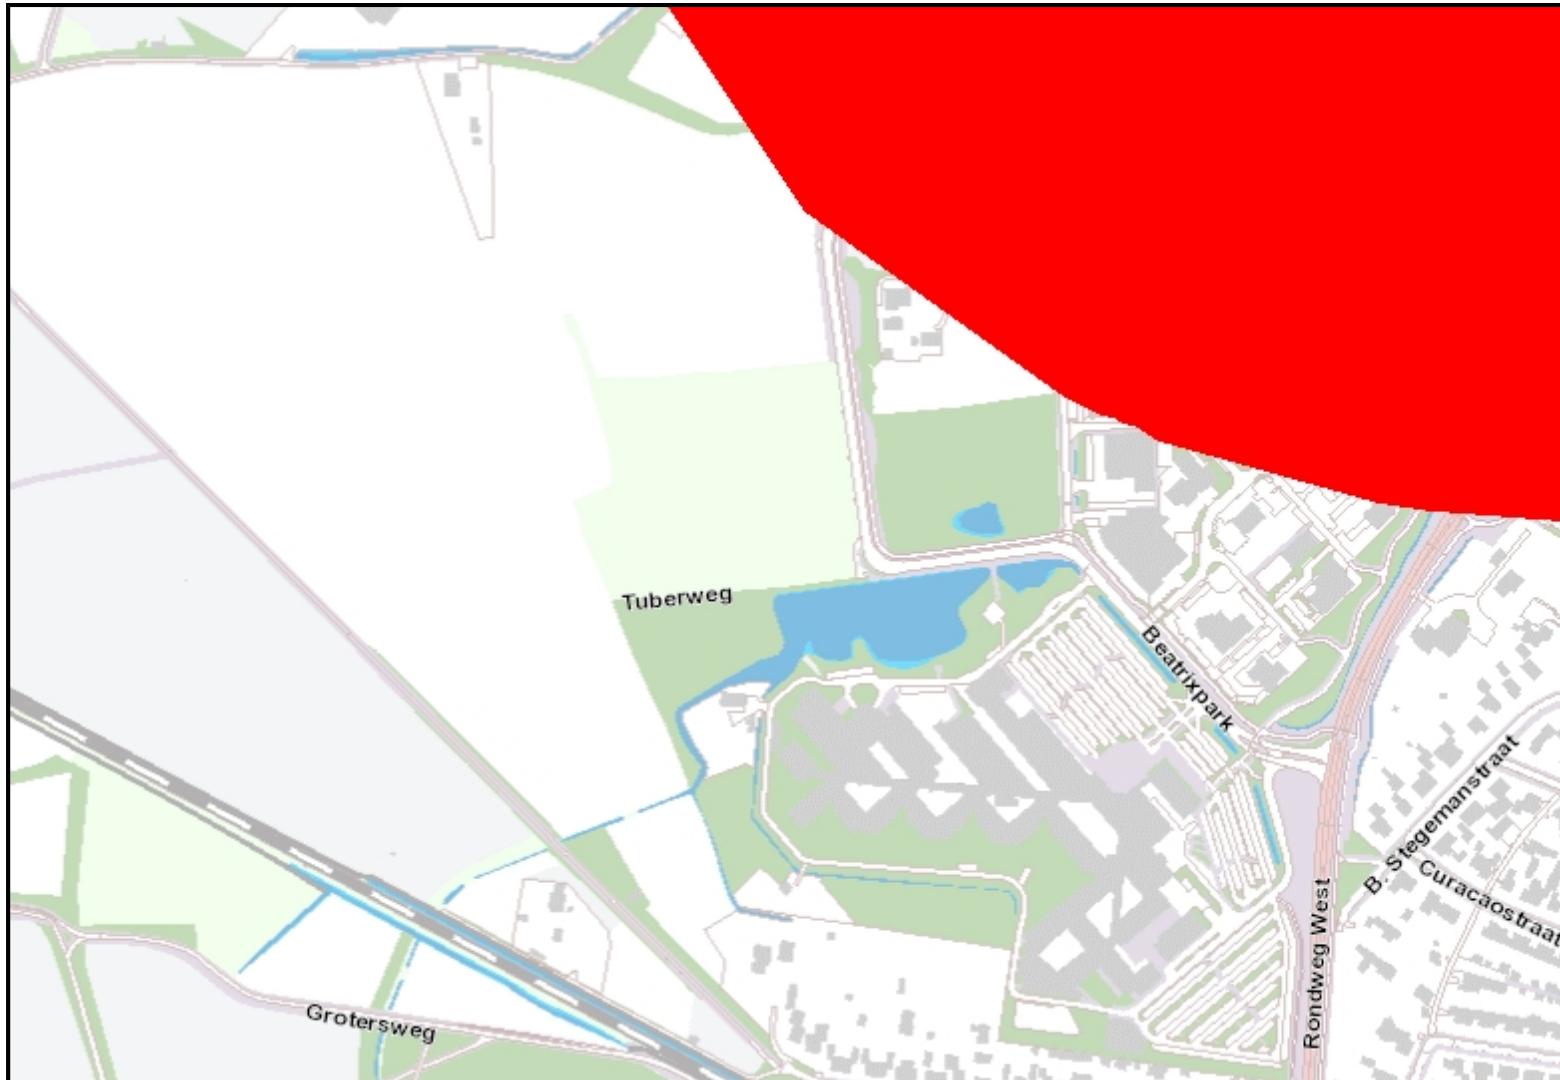 Tuberweg
Beatrixpark
B. Stegemanstraat
Curacaostraat
Rondweg West
Grotersweg